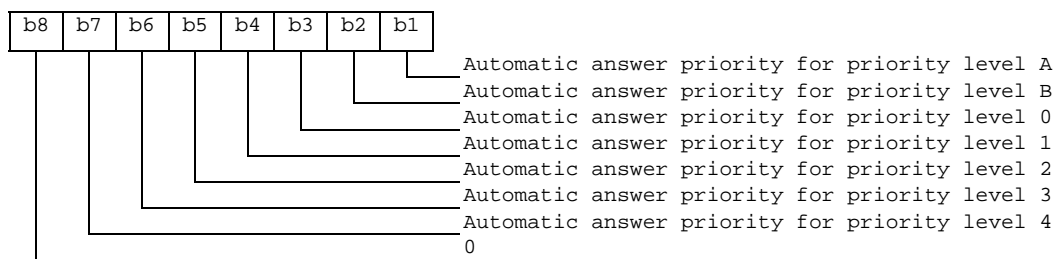 b8 b7 b6 b5 b4 b3 b2 b1
Automatic answer priority for priority level A
Automatic answer priority for priority level B
Automatic answer priority for priority level 0
Automatic answer priority for priority level 1
Automatic answer priority for priority level 2
Automatic answer priority for priority level 3
Automatic answer priority for priority level 4
0